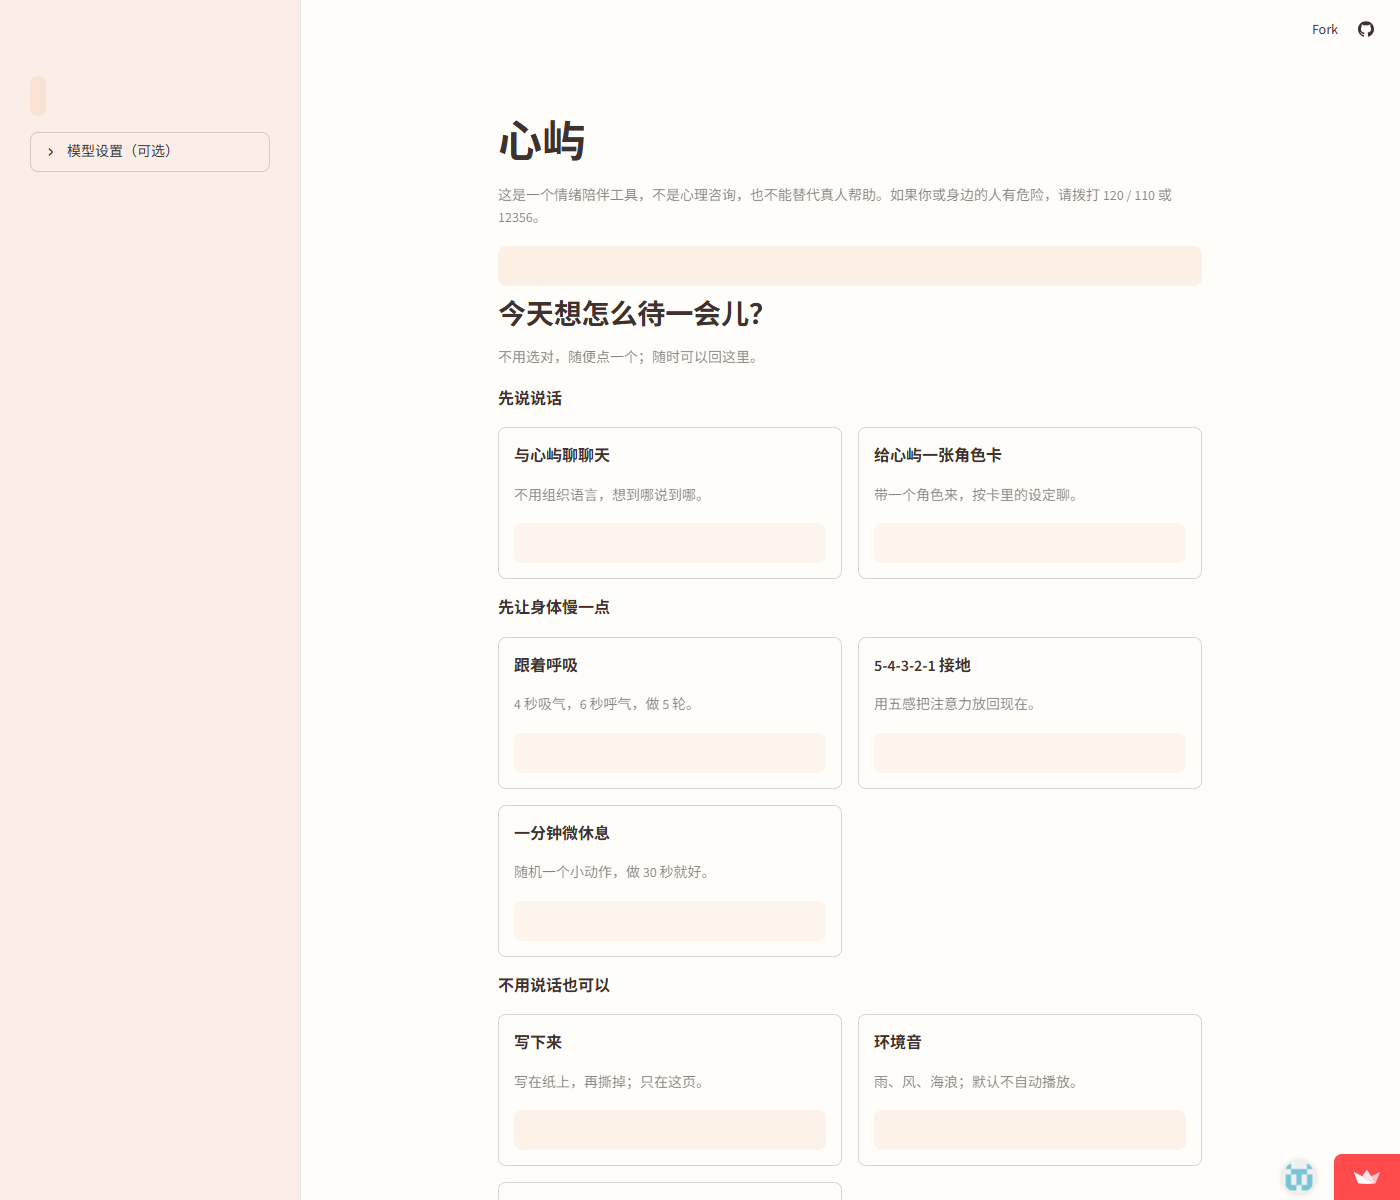 Fork
模型设置（可选）
心屿
这是一个情绪陪伴工具，不是心理咨询，也不能替代真人帮助。如果你或身边的人有危险，请拨打 120 / 110 或
12356。
今天想怎么待一会儿？
不用选对，随便点一个；随时可以回这里。
先说说话
与心屿聊聊天
不用组织语言，想到哪说到哪。
给心屿一张角色卡
带一个角色来，按卡里的设定聊。
先让身体慢一点
跟着呼吸
4 秒吸气，6 秒呼气，做 5 轮。
5-4-3-2-1 接地
用五感把注意力放回现在。
一分钟微休息
随机一个小动作，做 30 秒就好。
不用说话也可以
写下来
写在纸上，再撕掉；只在这页。
环境音
雨、风、海浪；默认不自动播放。